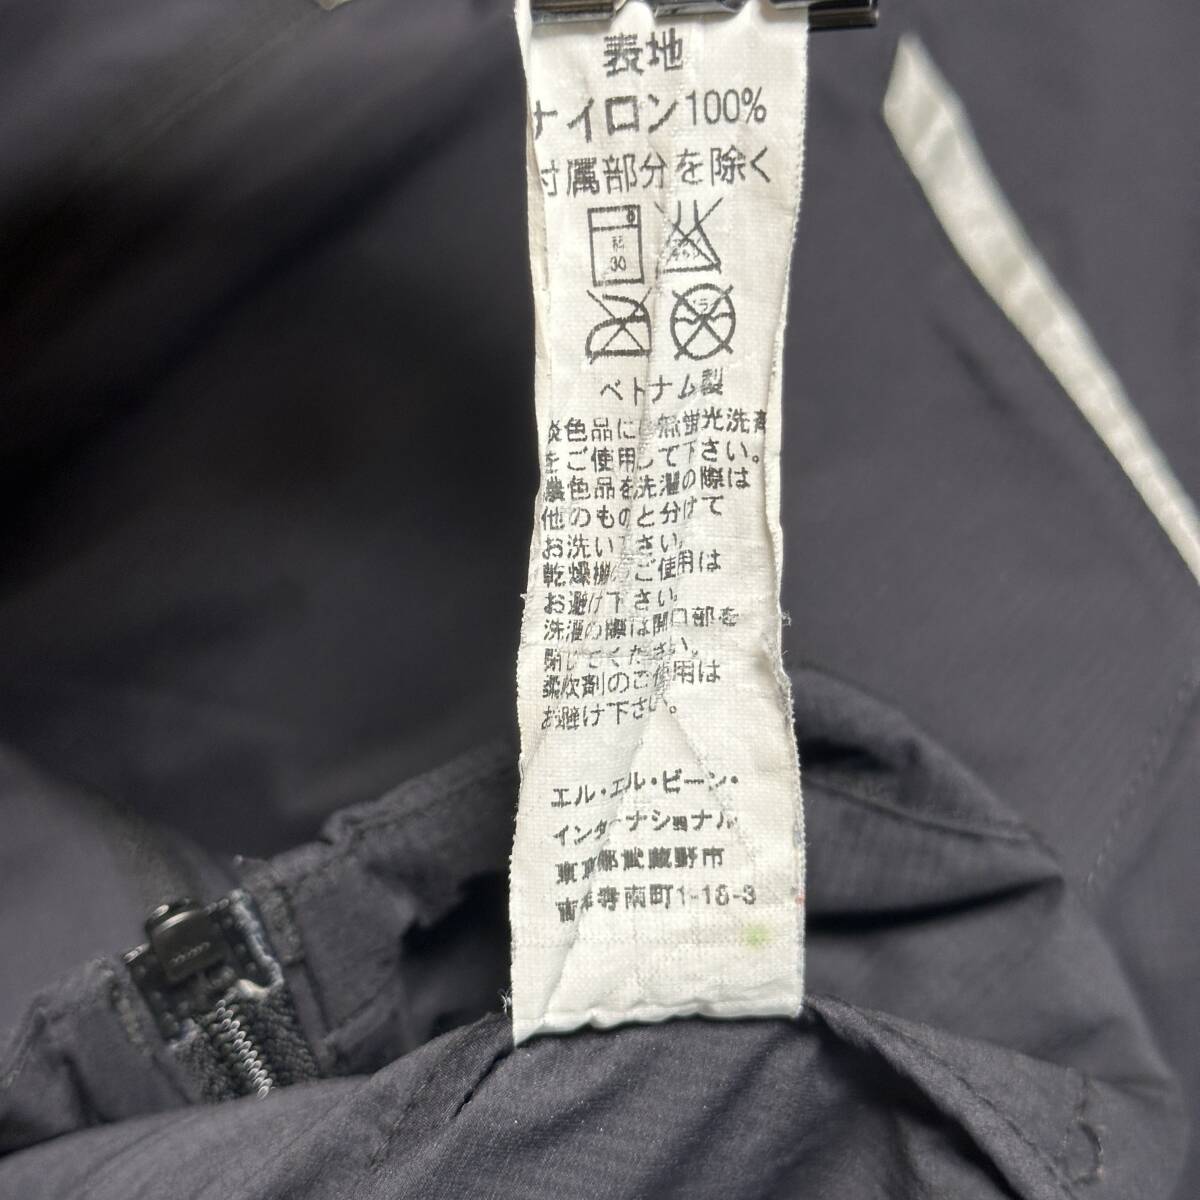 表地
ナイロン100%
付属部分を除く
30
ベトナム製
淡色品には無蛍光洗剤
をご使用して下さい。
濃色品を洗濯の際は
他のものと分けて
お洗い下さい。
乾燥機のご使用は
お避け下さい。
洗濯の際は開口部を
閉じてください。
柔軟剤のご使用は
お避け下さい。
エル・エル・ビーン・
インターナショナル
東京都武蔵野市
吉祥寺南町1-18-3